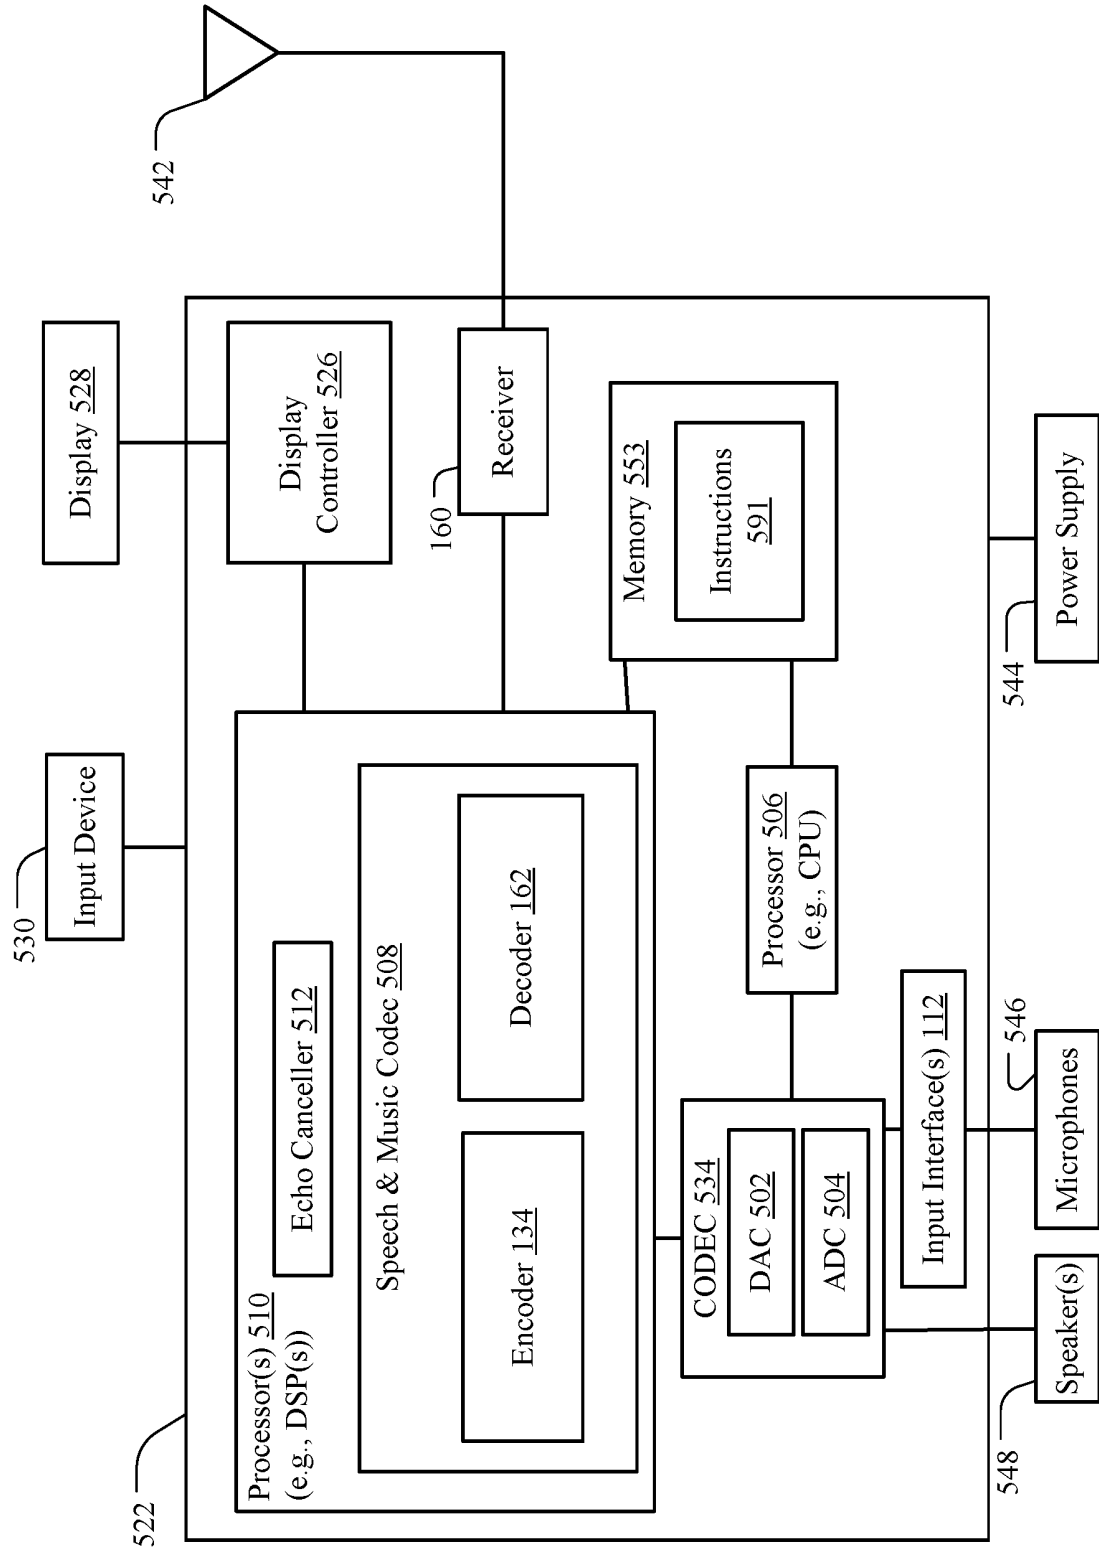 522
530
Input Device
Display 528
542
Processor(s) 510
(e.g., DSP(s))
Echo Canceller 512
Display
Controller 526
Speech & Music Codec 508
Encoder 134
Decoder 162
160
Receiver
Memory 553
Instructions
591
CODEC 534
DAC 502
ADC 504
Processor 506
(e.g., CPU)
Input Interface(s) 112
548
Speaker(s)
546
Microphones
544
Power Supply